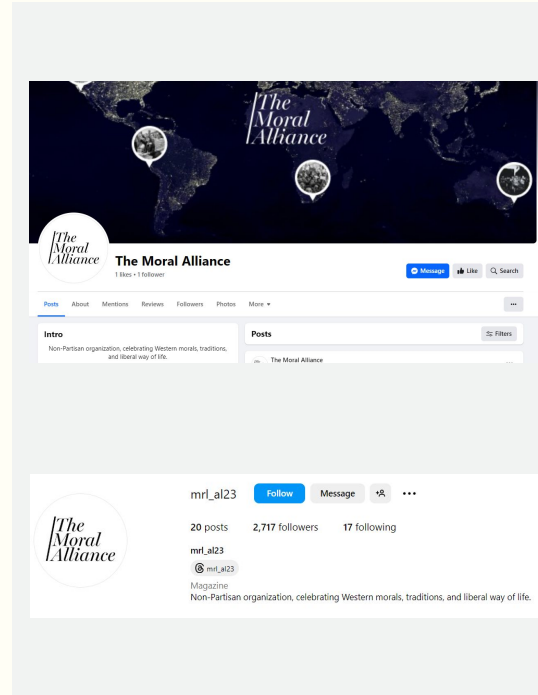 The
Moral
Alliance
The
Moral
Alliance
The Moral Alliance
1 likes • 1 follower
Message
Like
Search
Posts
About
Mentions
Reviews
Followers
Photos
More
Intro
Non-Partisan organization, celebrating Western morals, traditions,
and liberal way of life.
Posts
Filters
The Moral Alliance
mrl_al23
Follow
Message
20 posts
2,717 followers
17 following
The
Moral
Alliance
mrl_al23
mrl_al23
Magazine
Non-Partisan organization, celebrating Western morals, traditions, and liberal way of life.